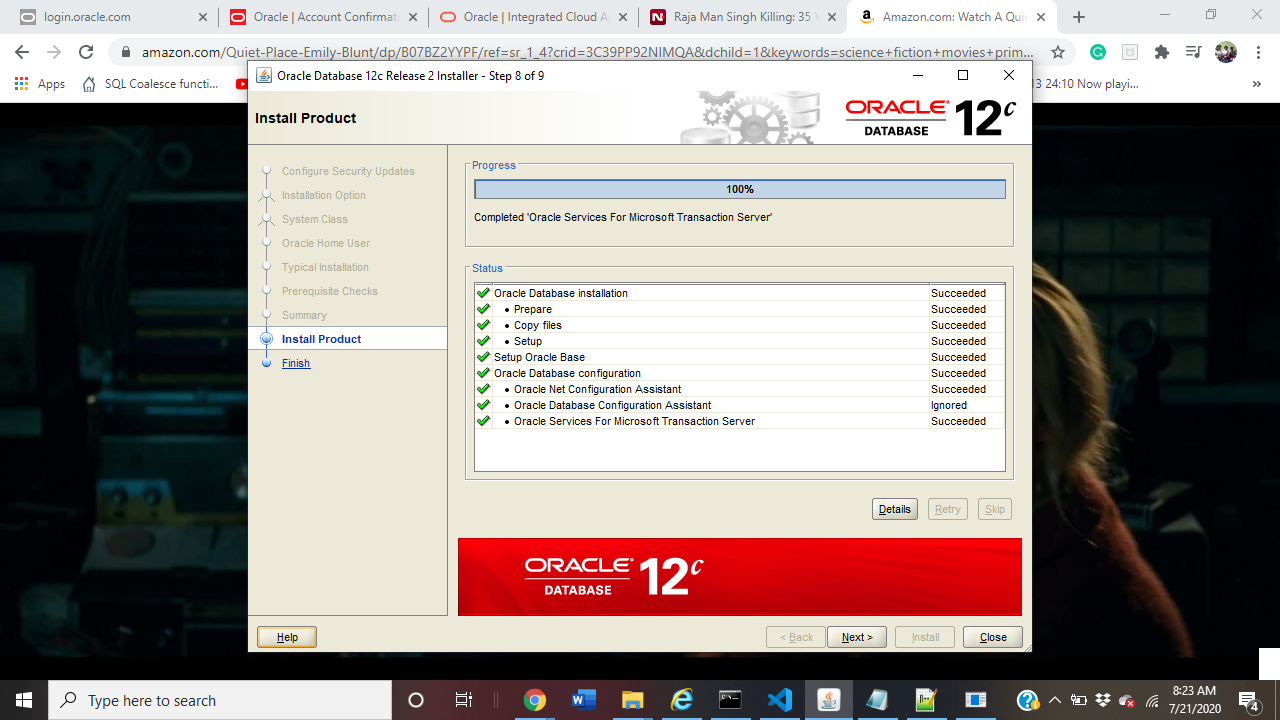 login.oracle.com
Oracle | Account Confirmati
Oracle | Integrated Cloud A
Raja Man Singh Killing: 35 Y
Amazon.com: Watch A Quie
amazon.com/Quiet-Place-Emily-Blunt/dp/B07BZ2YYPF/ref=sr_1_4?crid=3C39PP92NIMQA&dchild=1&keywords=science+fiction+movies+prim...
Apps
SQL Coalesce functi...
13 24:10 Now playi...
Oracle Database 12c Release 2 Installer - Step 8 of 9
Install Product
ORACLE
DATABASE
12c
Configure Security Updates
Installation Option
System Class
Oracle Home User
Typical Installation
Prerequisite Checks
Summary
Install Product
Finish
Progress
100%
Completed 'Oracle Services For Microsoft Transaction Server'
Status
Oracle Database installation Succeeded
• Prepare Succeeded
• Copy files Succeeded
• Setup Succeeded
Setup Oracle Base Succeeded
Oracle Database configuration Succeeded
• Oracle Net Configuration Assistant Succeeded
• Oracle Database Configuration Assistant Ignored
• Oracle Services For Microsoft Transaction Server Succeeded
Details Retry Skip
ORACLE
DATABASE
12c
Help < Back Next > Install Close
Type here to search
8:23 AM
7/21/2020
4